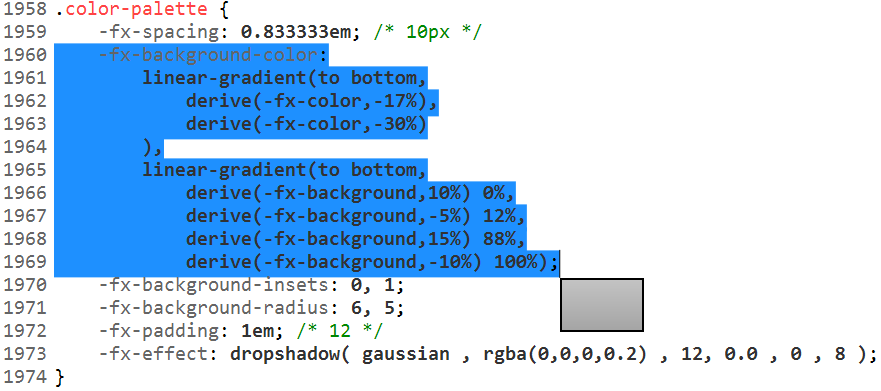 1958 .color-palette {
1959     -fx-spacing: 0.833333em; /* 10px */
1960     -fx-background-color:
1961         linear-gradient(to bottom,
1962             derive(-fx-color,-17%),
1963             derive(-fx-color,-30%)
1964         ),
1965         linear-gradient(to bottom,
1966             derive(-fx-background,10%) 0%,
1967             derive(-fx-background,-5%) 12%,
1968             derive(-fx-background,15%) 88%,
1969             derive(-fx-background,-10%) 100%);
1970     -fx-background-insets: 0, 1;
1971     -fx-background-radius: 6, 5;
1972     -fx-padding: 1em; /* 12 */
1973     -fx-effect: dropshadow( gaussian , rgba(0,0,0,0.2) , 12, 0.0 , 0 , 8 );
1974 }